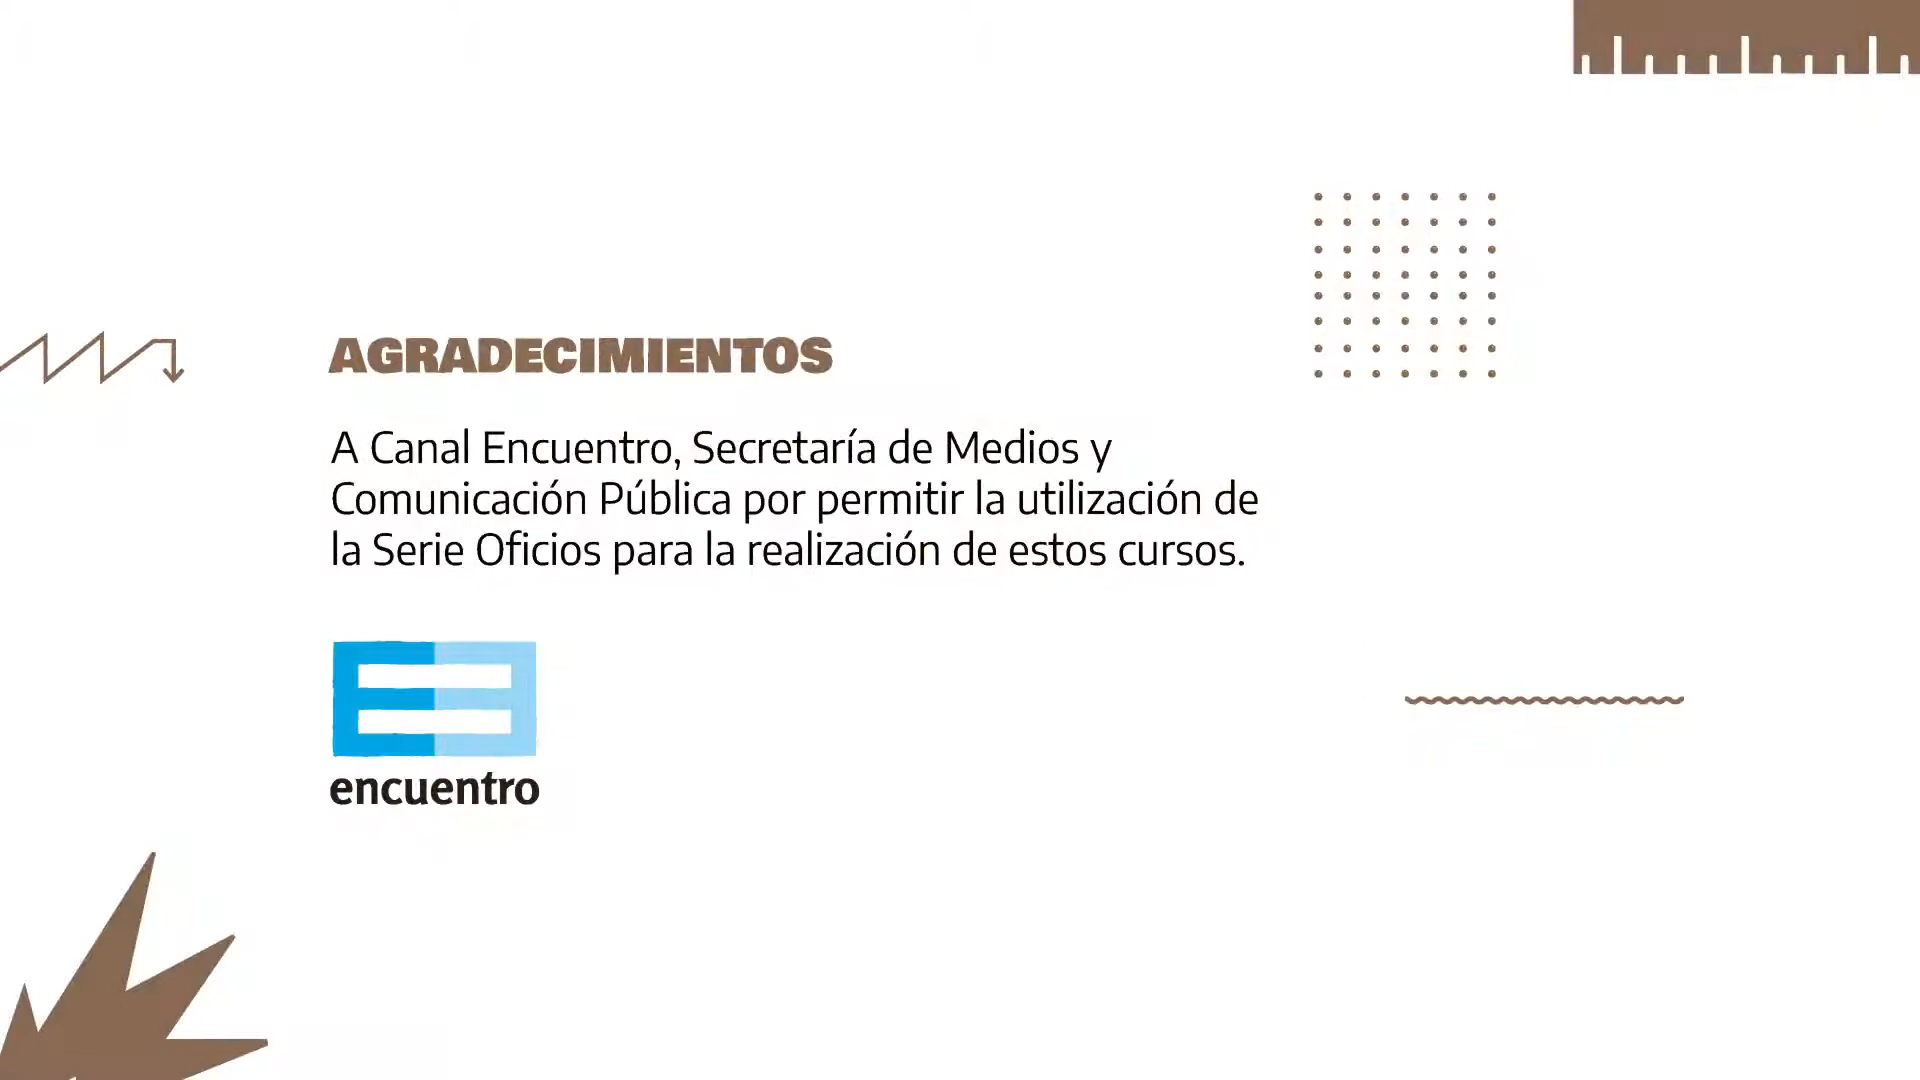 AGRADECIMIENTOS
A Canal Encuentro, Secretaría de Medios y
Comunicación Pública por permitir la utilización de
la Serie Oficios para la realización de estos cursos.
encuentro